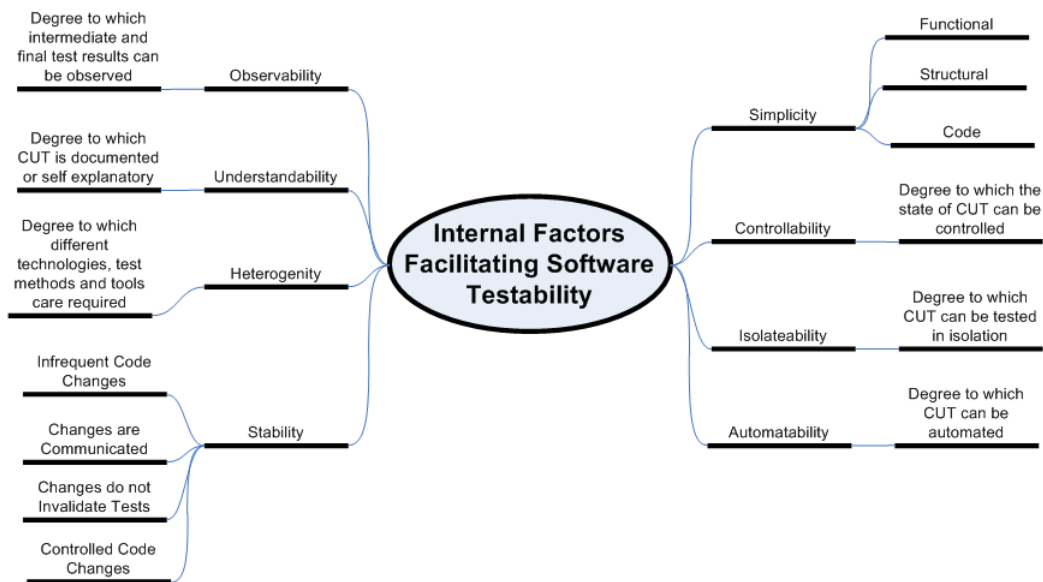 Internal Factors
Facilitating Software
Testability
Degree to which
intermediate and
final test results can
be observed
Observability
Degree to which
CUT is documented
or self explanatory
Understandability
Degree to which
different
technologies, test
methods and tools
care required
Heterogenity
Infrequent Code
Changes
Changes are
Communicated
Changes do not
Invalidate Tests
Controlled Code
Changes
Stability
Simplicity
Functional
Structural
Code
Controllability
Degree to which the
state of CUT can be
controlled
Isolateability
Degree to which
CUT can be tested
in isolation
Automatability
Degree to which
CUT can be
automated